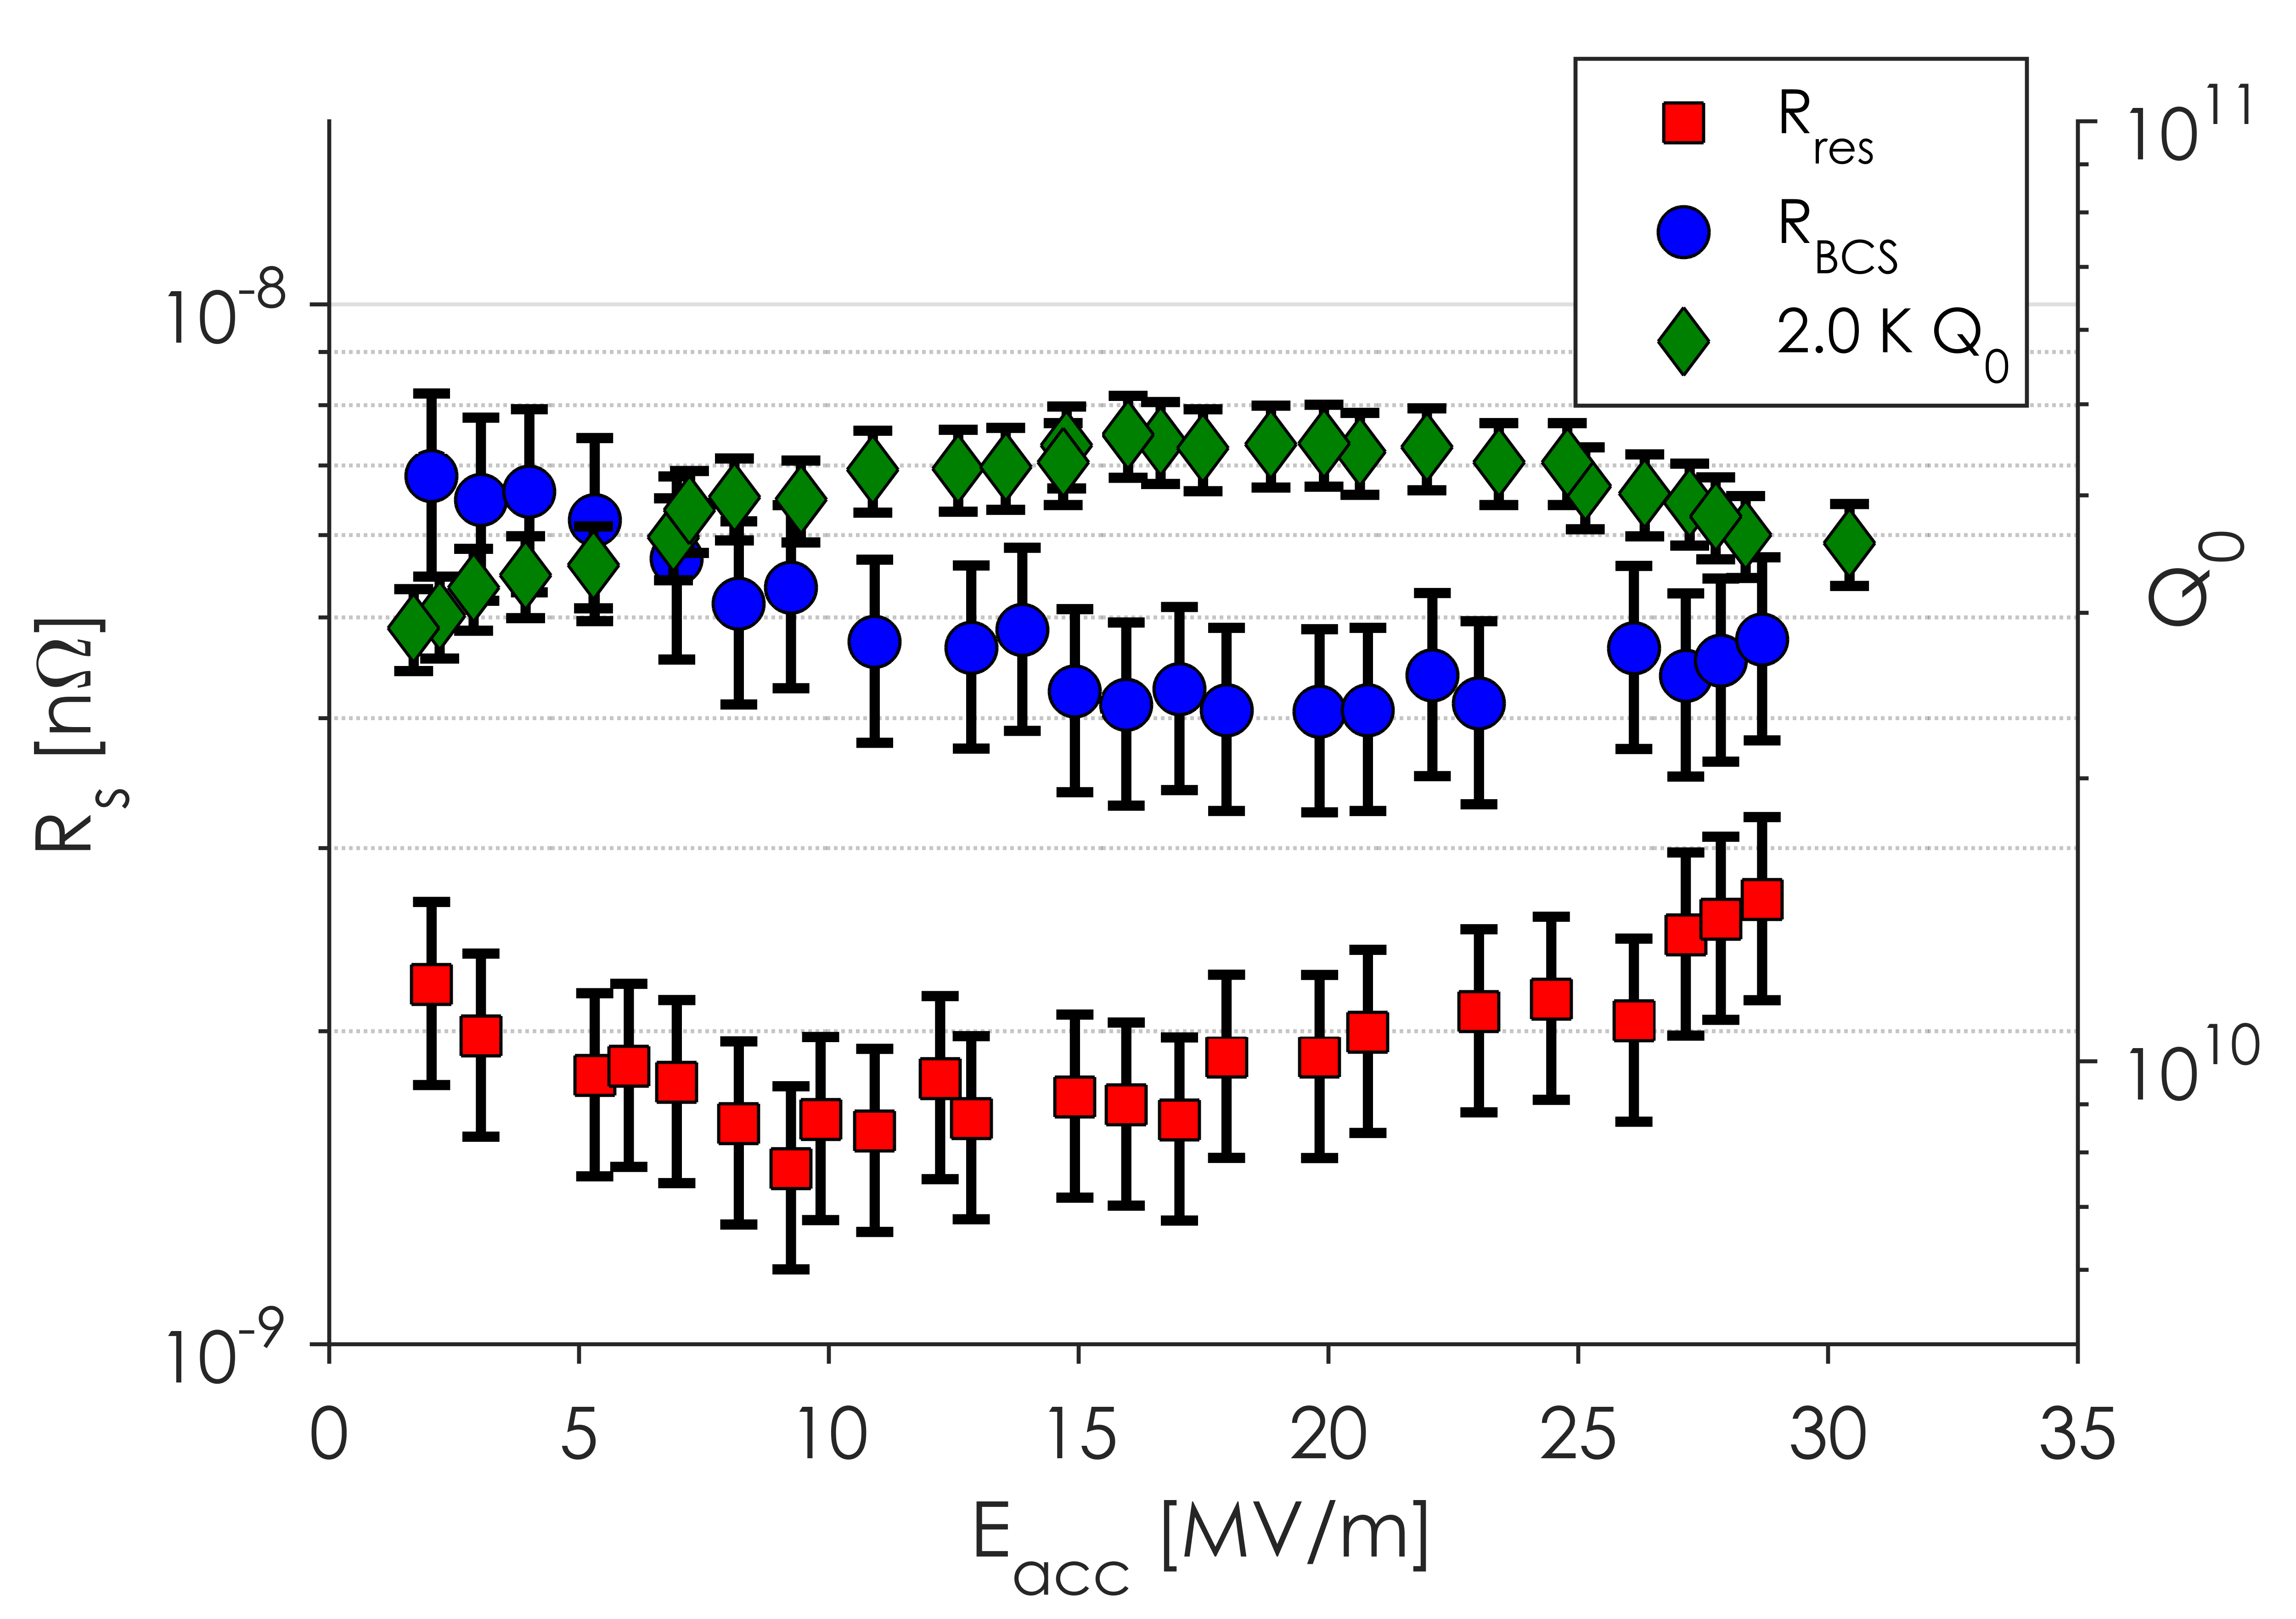 R_res
R_BCS
2.0 K Q_0
10^11
10^-8
R_s [nΩ]
Q_0
10^10
10^-9
0 5 10 15 20 25 30 35
E_acc [MV/m]